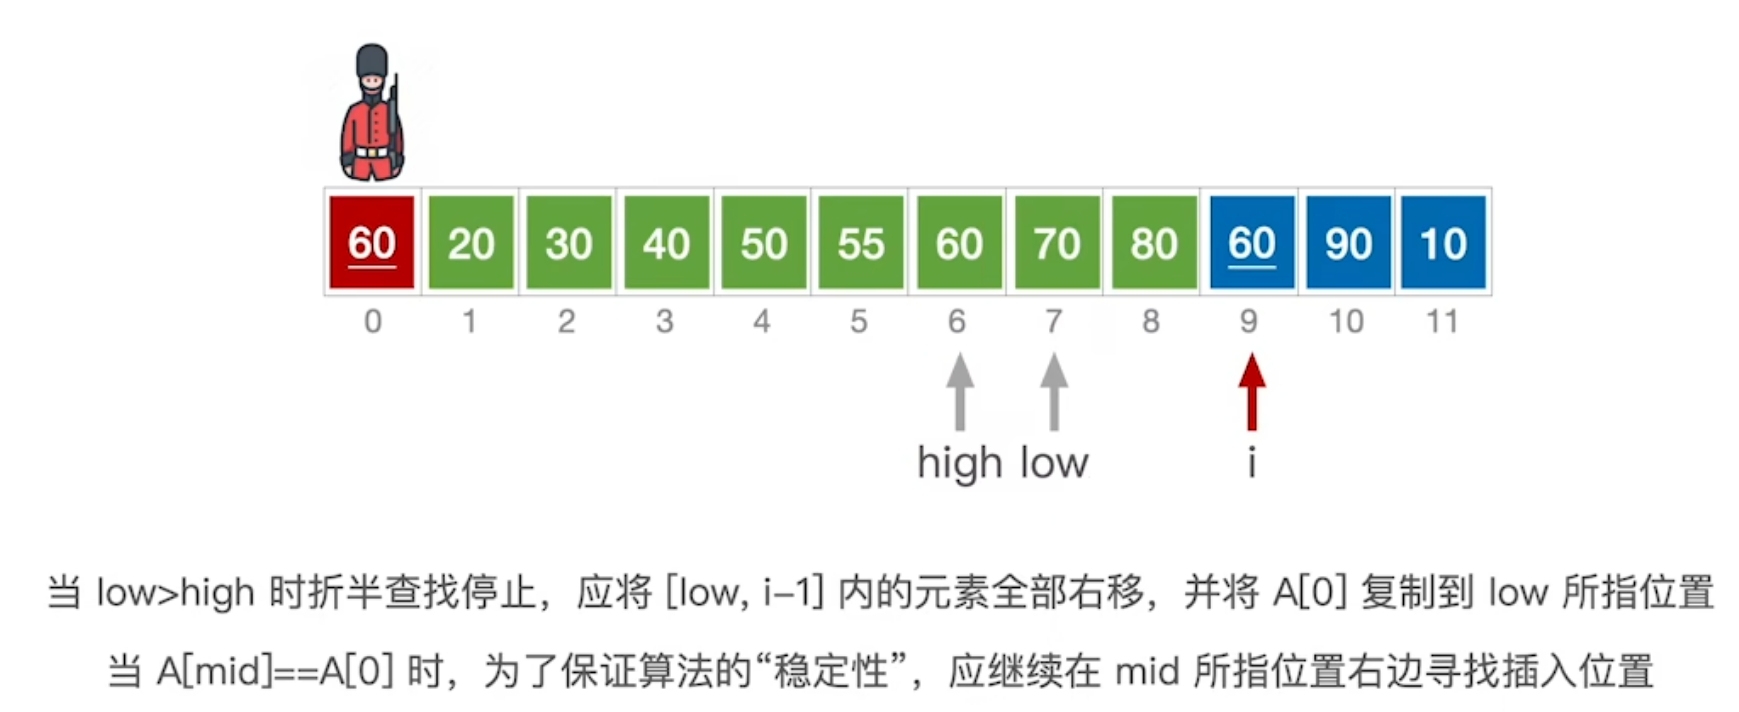 60 20 30 40 50 55 60 70 80 60 90 10
0 1 2 3 4 5 6 7 8 9 10 11
high low i
当 low>high 时折半查找停止，应将 [low, i–1] 内的元素全部右移，并将 A[0] 复制到 low 所指位置
当 A[mid]==A[0] 时，为了保证算法的“稳定性”，应继续在 mid 所指位置右边寻找插入位置